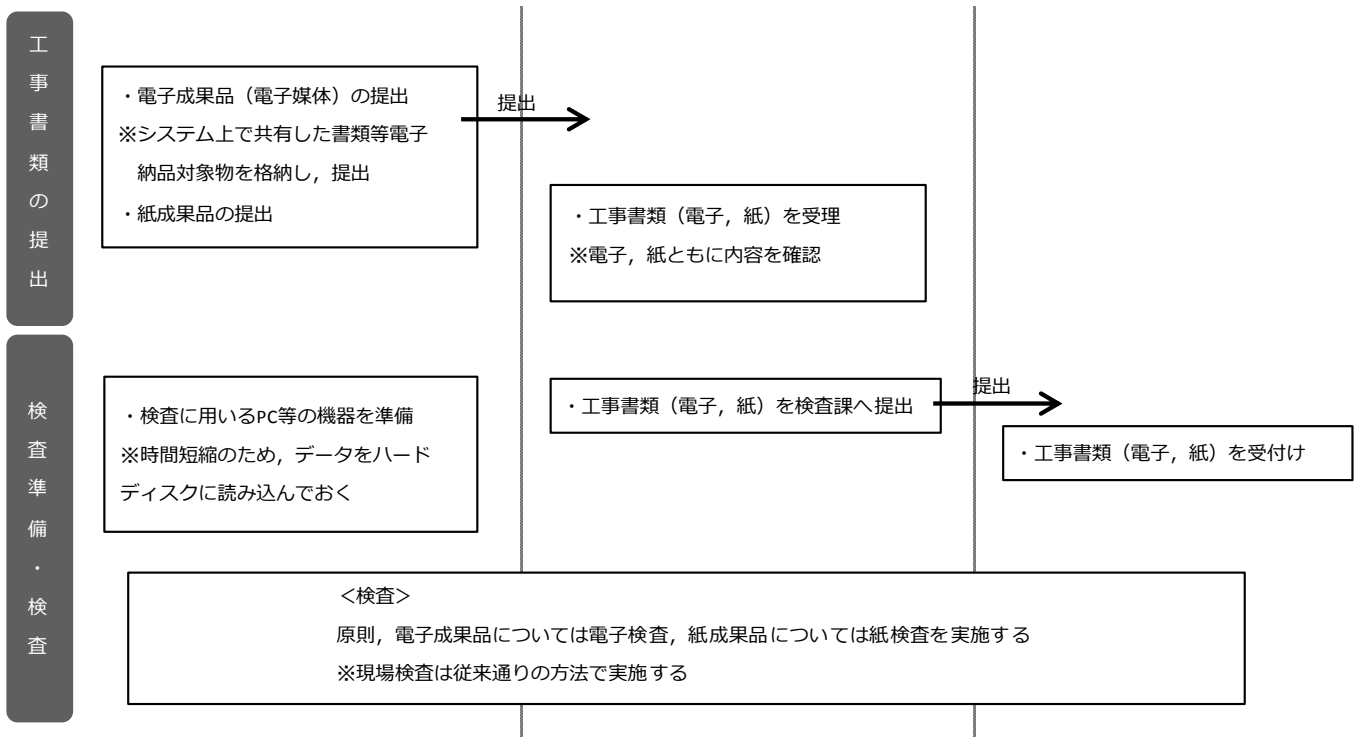 工事書類の提出
・電子成果品（電子媒体）の提出
※システム上で共有した書類等電子
納品対象物を格納し，提出
・紙成果品の提出
提出
・工事書類（電子，紙）を受理
※電子，紙ともに内容を確認
検査準備・検査
・検査に用いるPC等の機器を準備
※時間短縮のため，データをハード
ディスクに読み込んでおく
・工事書類（電子，紙）を検査課へ提出
提出
・工事書類（電子，紙）を受付け
＜検査＞
原則，電子成果品については電子検査，紙成果品については紙検査を実施する
※現場検査は従来通りの方法で実施する